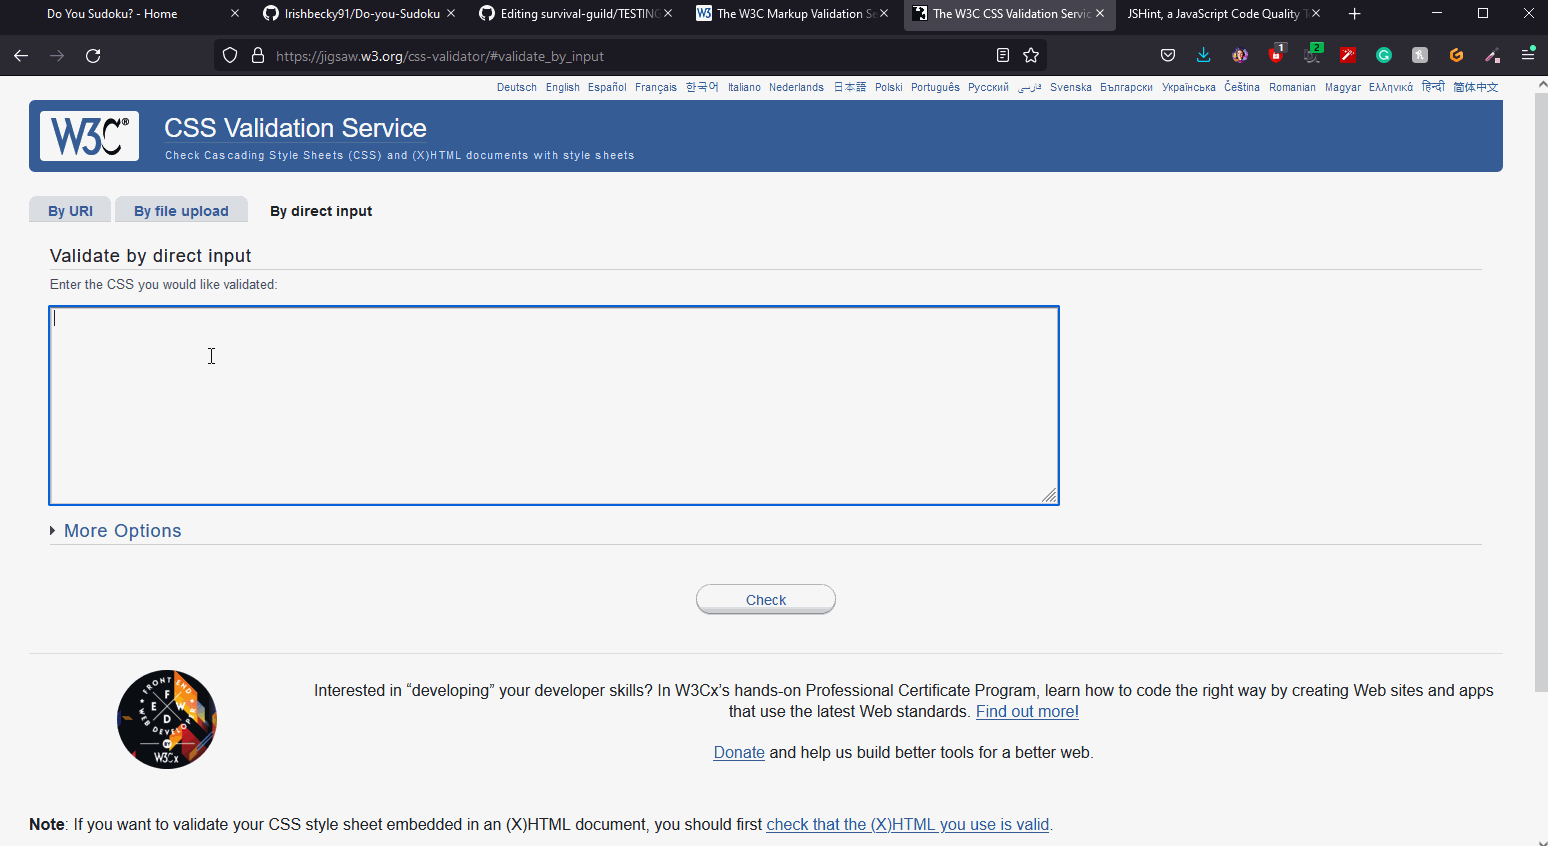 Do You Sudoku? - Home
Irishbecky91/Do-you-Sudoku
Editing survival-guild/TESTING
The W3C Markup Validation Se
The W3C CSS Validation Servic
JSHint, a JavaScript Code Quality T
https://jigsaw.w3.org/css-validator/#validate_by_input
1
2
Deutsch English Español Français 한국어 Italiano Nederlands 日本語 Polski Português Русский فارسی Svenska Български Українська Čeština Romanian Magyar Ελληνικά हिन्दी 简体中文
W3C®
CSS Validation Service
Check Cascading Style Sheets (CSS) and (X)HTML documents with style sheets
By URI By file upload By direct input
Validate by direct input
Enter the CSS you would like validated:
More Options
Check
FRONT END
F E W D
WEB DEVELOPER
W3Cx
Interested in “developing” your developer skills? In W3Cx’s hands-on Professional Certificate Program, learn how to code the right way by creating Web sites and apps
that use the latest Web standards. Find out more!
Donate and help us build better tools for a better web.
Note: If you want to validate your CSS style sheet embedded in an (X)HTML document, you should first check that the (X)HTML you use is valid.